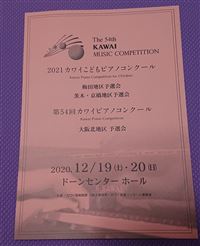 The 54th
KAWAI
MUSIC COMPETITION
2021 カワイこどもピアノコンクール
Kawai Piano Competition for Children
梅田地区予選会
茨木・京橋地区予選会
第54回カワイピアノコンクール
Kawai Piano Competition
大阪北地区 予選会
2020. 12/19(土)・20(日)
ドーンセンター ホール